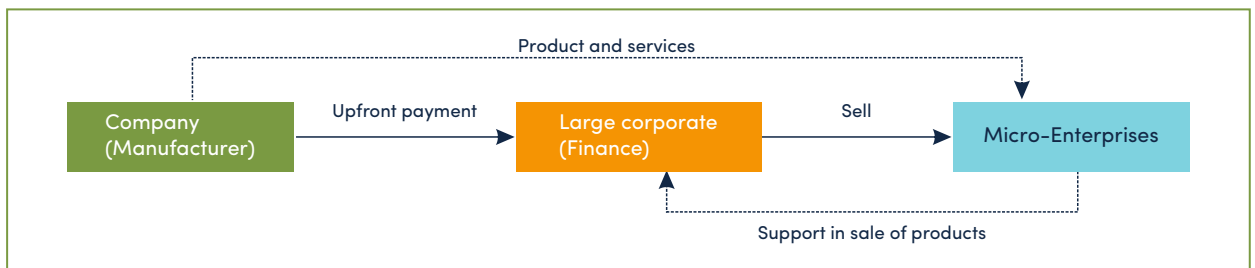 Product and services
Company
(Manufacturer)
Upfront payment
Large corporate
(Finance)
Sell
Micro-Enterprises
Support in sale of products